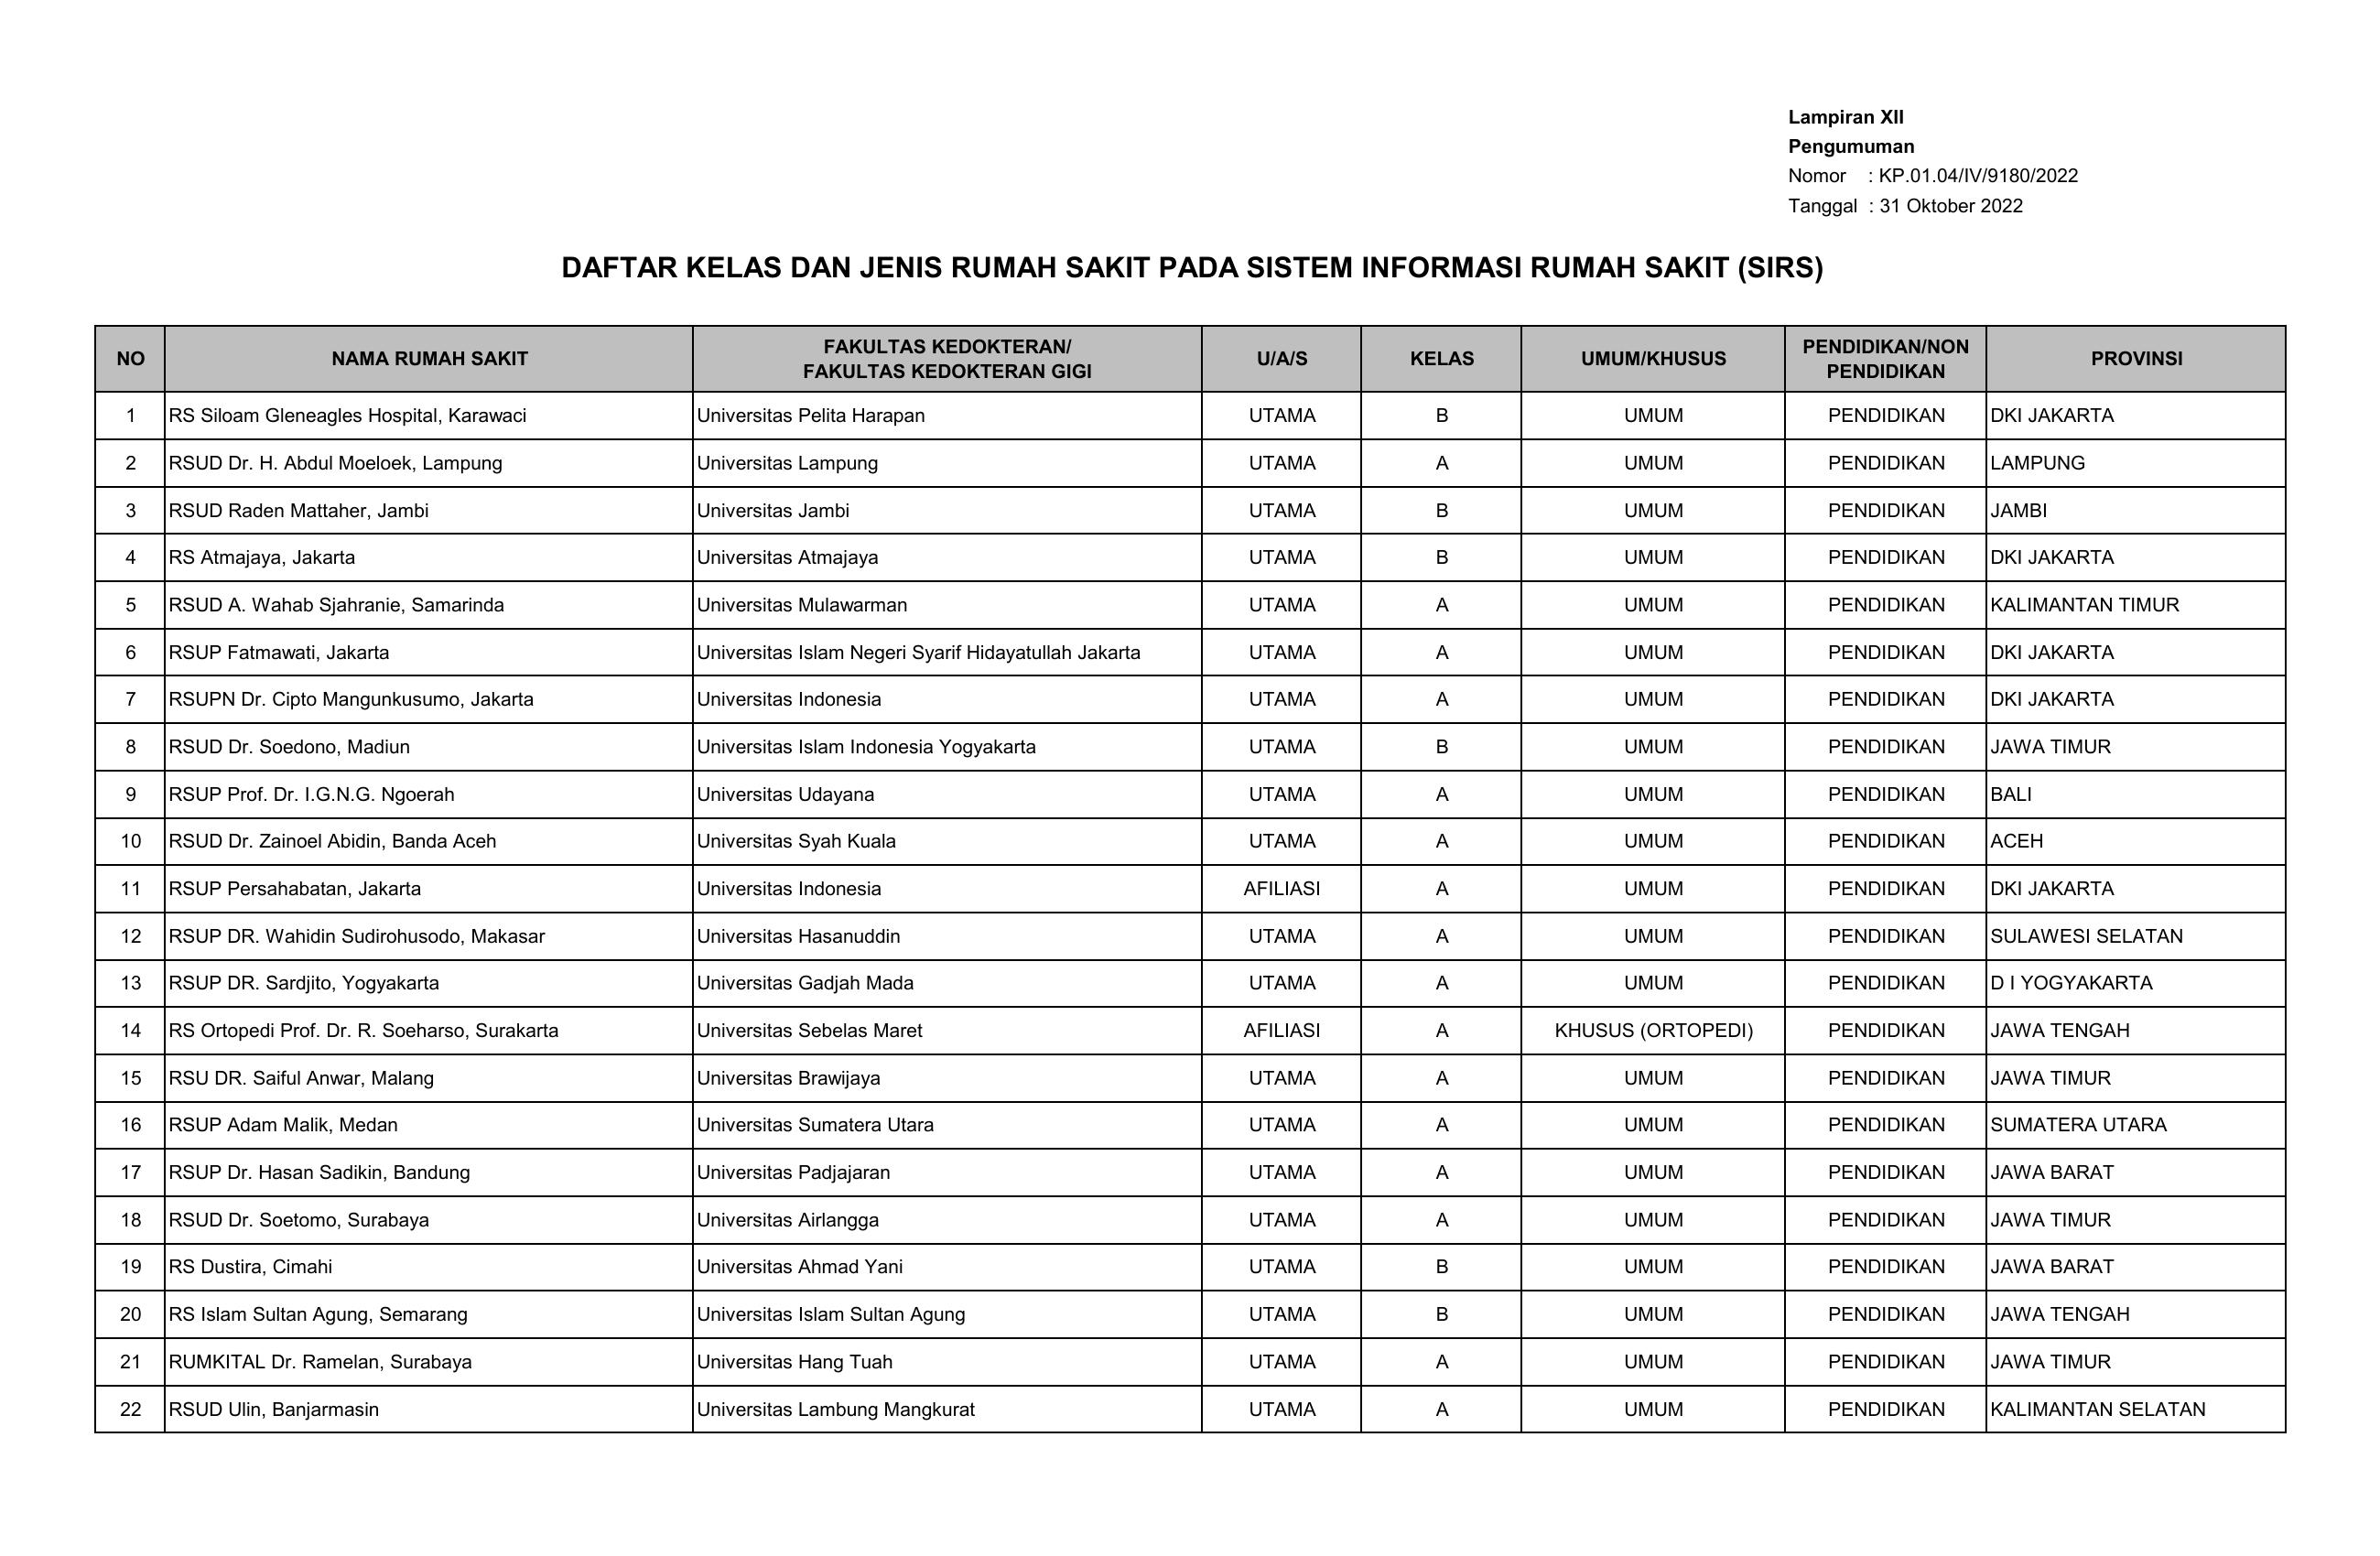 Lampiran XII
Pengumuman
Nomor : KP.01.04/IV/9180/2022
Tanggal : 31 Oktober 2022
DAFTAR KELAS DAN JENIS RUMAH SAKIT PADA SISTEM INFORMASI RUMAH SAKIT (SIRS)
NO NAMA RUMAH SAKIT FAKULTAS KEDOKTERAN/ FAKULTAS KEDOKTERAN GIGI U/A/S KELAS UMUM/KHUSUS PENDIDIKAN/NON PENDIDIKAN PROVINSI
1 RS Siloam Gleneagles Hospital, Karawaci Universitas Pelita Harapan UTAMA B UMUM PENDIDIKAN DKI JAKARTA
2 RSUD Dr. H. Abdul Moeloek, Lampung Universitas Lampung UTAMA A UMUM PENDIDIKAN LAMPUNG
3 RSUD Raden Mattaher, Jambi Universitas Jambi UTAMA B UMUM PENDIDIKAN JAMBI
4 RS Atmajaya, Jakarta Universitas Atmajaya UTAMA B UMUM PENDIDIKAN DKI JAKARTA
5 RSUD A. Wahab Sjahranie, Samarinda Universitas Mulawarman UTAMA A UMUM PENDIDIKAN KALIMANTAN TIMUR
6 RSUP Fatmawati, Jakarta Universitas Islam Negeri Syarif Hidayatullah Jakarta UTAMA A UMUM PENDIDIKAN DKI JAKARTA
7 RSUPN Dr. Cipto Mangunkusumo, Jakarta Universitas Indonesia UTAMA A UMUM PENDIDIKAN DKI JAKARTA
8 RSUD Dr. Soedono, Madiun Universitas Islam Indonesia Yogyakarta UTAMA B UMUM PENDIDIKAN JAWA TIMUR
9 RSUP Prof. Dr. I.G.N.G. Ngoerah Universitas Udayana UTAMA A UMUM PENDIDIKAN BALI
10 RSUD Dr. Zainoel Abidin, Banda Aceh Universitas Syah Kuala UTAMA A UMUM PENDIDIKAN ACEH
11 RSUP Persahabatan, Jakarta Universitas Indonesia AFILIASI A UMUM PENDIDIKAN DKI JAKARTA
12 RSUP DR. Wahidin Sudirohusodo, Makasar Universitas Hasanuddin UTAMA A UMUM PENDIDIKAN SULAWESI SELATAN
13 RSUP DR. Sardjito, Yogyakarta Universitas Gadjah Mada UTAMA A UMUM PENDIDIKAN D I YOGYAKARTA
14 RS Ortopedi Prof. Dr. R. Soeharso, Surakarta Universitas Sebelas Maret AFILIASI A KHUSUS (ORTOPEDI) PENDIDIKAN JAWA TENGAH
15 RSU DR. Saiful Anwar, Malang Universitas Brawijaya UTAMA A UMUM PENDIDIKAN JAWA TIMUR
16 RSUP Adam Malik, Medan Universitas Sumatera Utara UTAMA A UMUM PENDIDIKAN SUMATERA UTARA
17 RSUP Dr. Hasan Sadikin, Bandung Universitas Padjajaran UTAMA A UMUM PENDIDIKAN JAWA BARAT
18 RSUD Dr. Soetomo, Surabaya Universitas Airlangga UTAMA A UMUM PENDIDIKAN JAWA TIMUR
19 RS Dustira, Cimahi Universitas Ahmad Yani UTAMA B UMUM PENDIDIKAN JAWA BARAT
20 RS Islam Sultan Agung, Semarang Universitas Islam Sultan Agung UTAMA B UMUM PENDIDIKAN JAWA TENGAH
21 RUMKITAL Dr. Ramelan, Surabaya Universitas Hang Tuah UTAMA A UMUM PENDIDIKAN JAWA TIMUR
22 RSUD Ulin, Banjarmasin Universitas Lambung Mangkurat UTAMA A UMUM PENDIDIKAN KALIMANTAN SELATAN